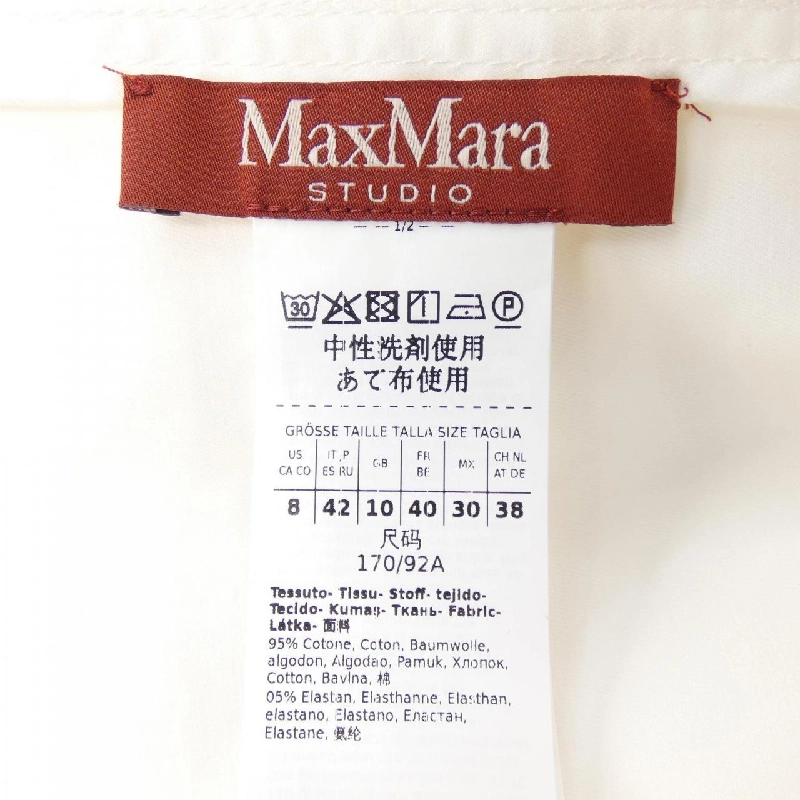 MaxMara
STUDIO
1/2
30 P
中性洗剤使用
あて布使用
GRÖSSE TAILLE TALLA SIZE TAGLIA
US IT,P GB FR MX CH NL
CA CO ES RU BE AT DE
8 42 10 40 30 38
尺码
170/92A
Tessuto- Tissu- Stoff- tejido-
Tecido- Kumaş- Ткань- Fabric-
Látka- 面料
95% Cotone, Coton, Baumwolle,
algodon, Algodao, Pamuk, Хлопок,
Cotton, Bavlna, 棉
05% Elastan, Elasthanne, Elasthan,
elastano, Elastano, Еластан,
Elastane, 氨纶